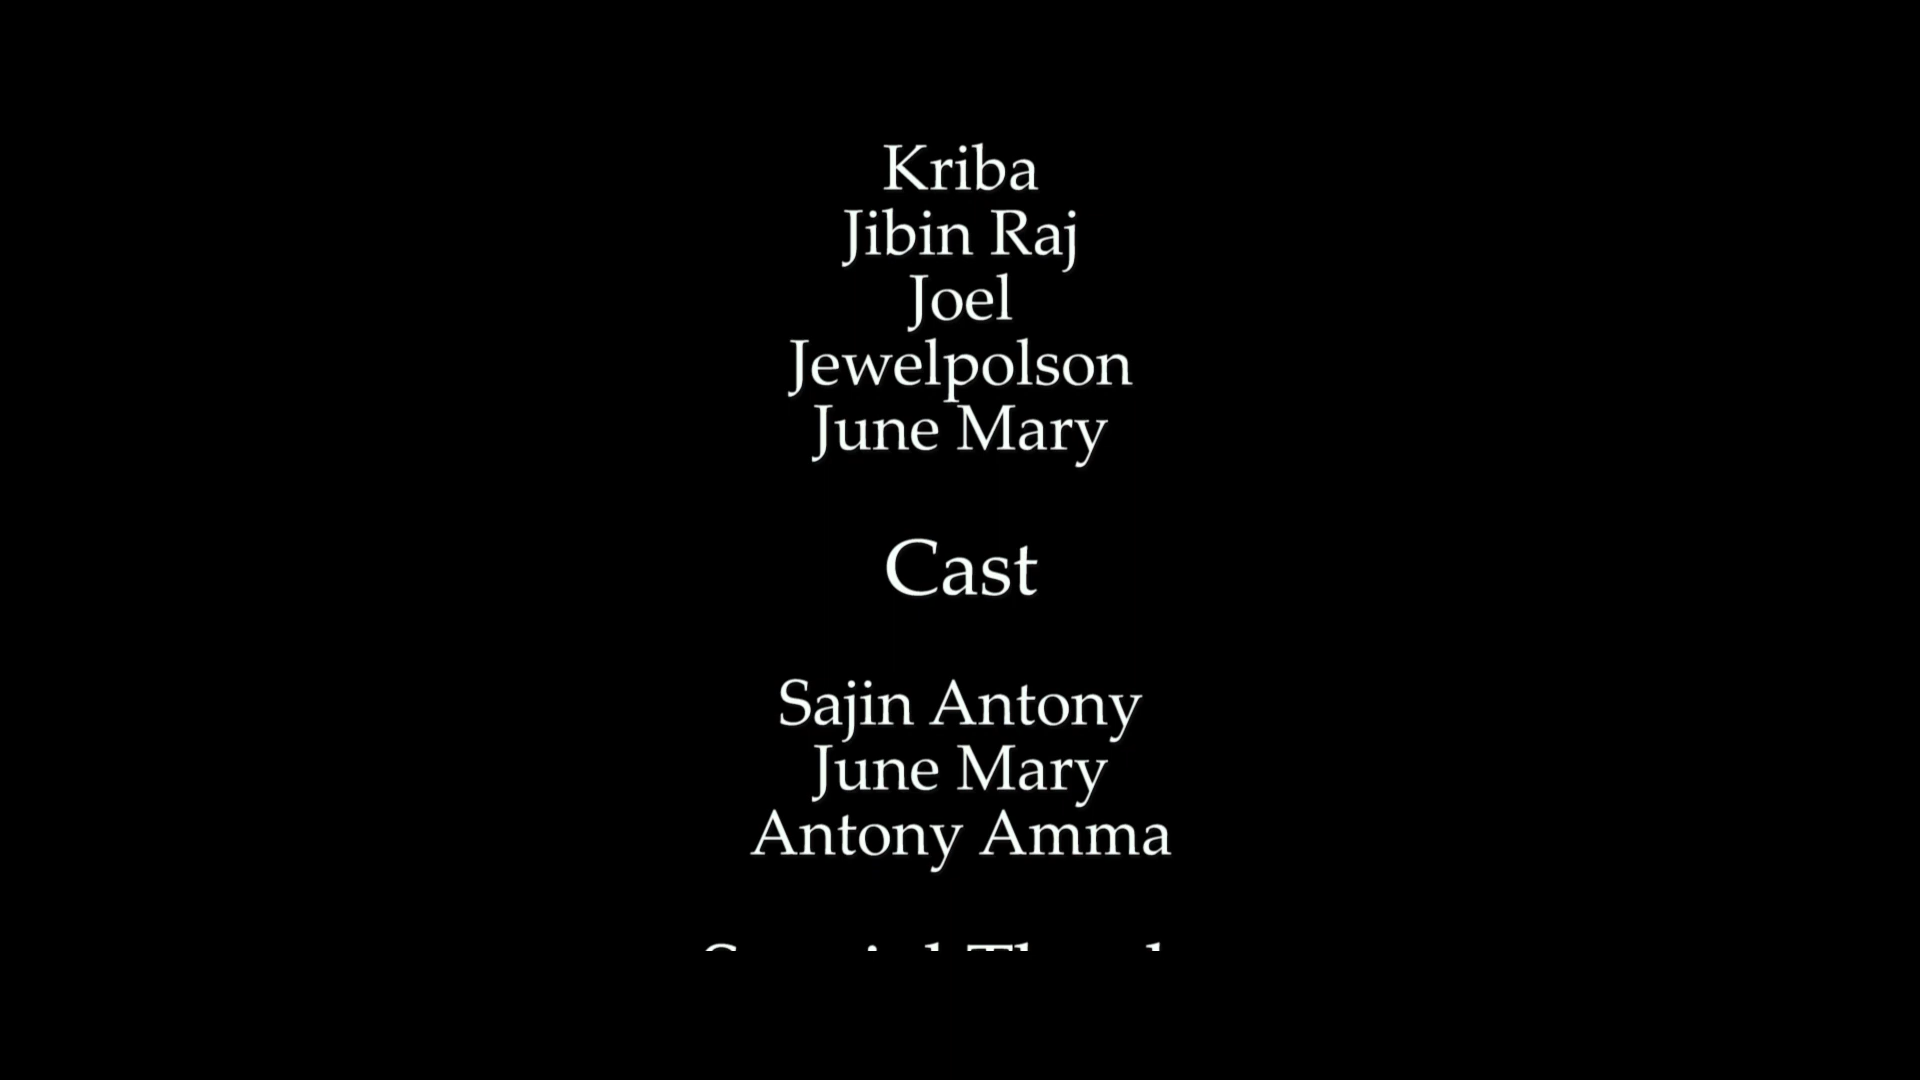 Kriba
Jibin Raj
Joel
Jewelpolson
June Mary
Cast
Sajin Antony
June Mary
Antony Amma